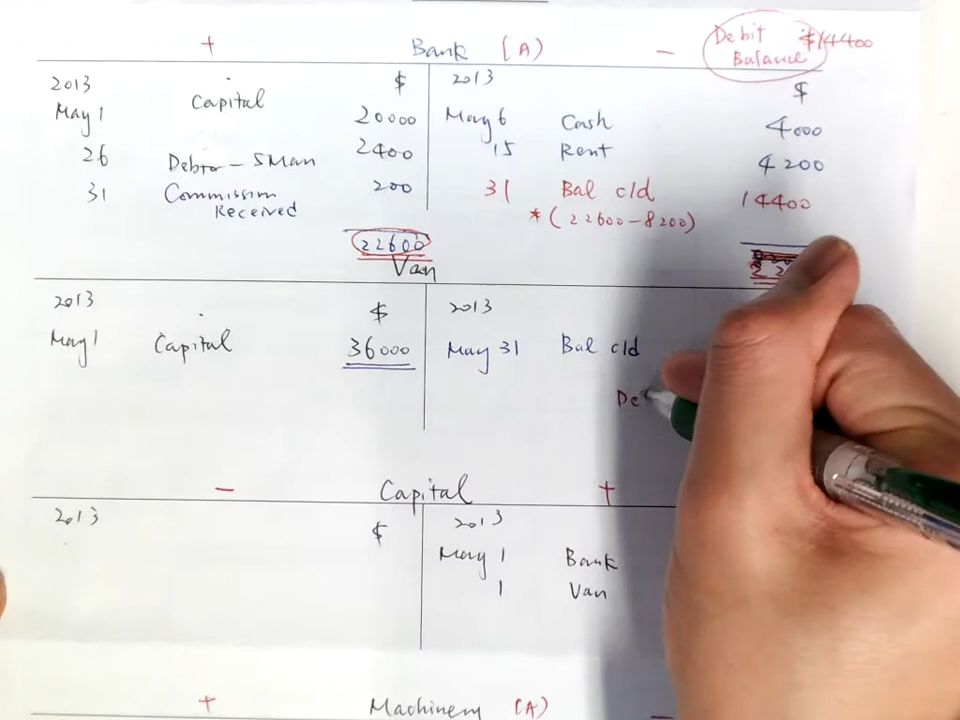 + Bank (A) − Debit $14400
Balance
2013 $ 2013 $
May 1 Capital 20000 May 6 Cash 4000
26 Debtor - SMan 2400 15 Rent 4200
31 Commission 200 31 Bal c/d 14400
Received * (22600-8200)
22600
Van
2013 $ 2013
May 1 Capital 36000 May 31 Bal c/d
De
− Capital +
2013 $ 2013
May 1 Bank
1 Van
+ Machinery (A) −